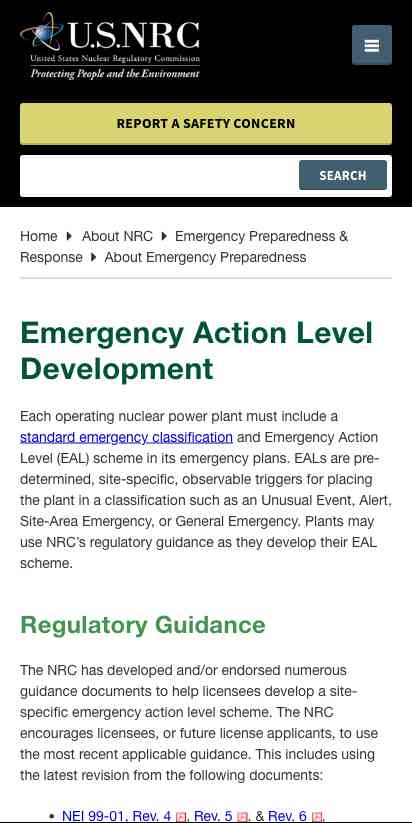 U.S.NRC
United States Nuclear Regulatory Commission
Protecting People and the Environment
REPORT A SAFETY CONCERN
SEARCH
Home About NRC Emergency Preparedness &
Response About Emergency Preparedness
Emergency Action Level
Development
Each operating nuclear power plant must include a
standard emergency classification and Emergency Action
Level (EAL) scheme in its emergency plans. EALs are pre-
determined, site-specific, observable triggers for placing
the plant in a classification such as an Unusual Event, Alert,
Site-Area Emergency, or General Emergency. Plants may
use NRC's regulatory guidance as they develop their EAL
scheme.
Regulatory Guidance
The NRC has developed and/or endorsed numerous
guidance documents to help licensees develop a site-
specific emergency action level scheme. The NRC
encourages licensees, or future license applicants, to use
the most recent applicable guidance. This includes using
the latest revision from the following documents:
• NEI 99-01, Rev. 4, Rev. 5, & Rev. 6,